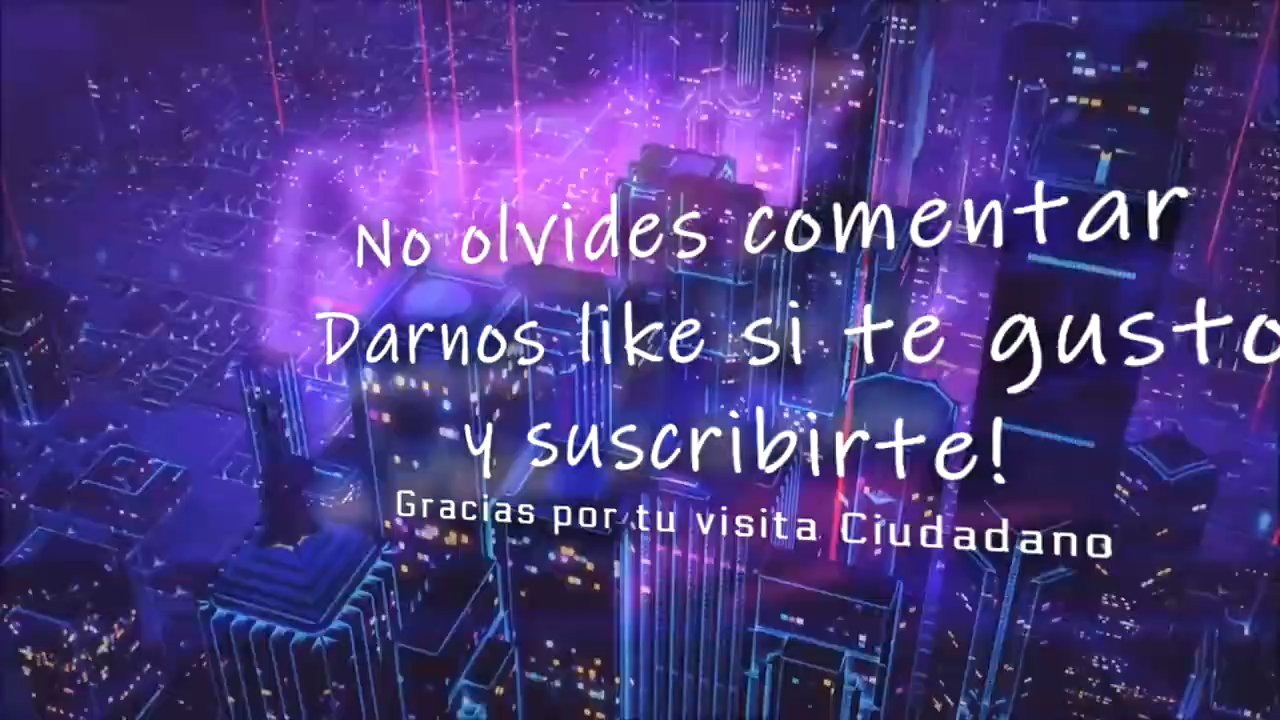 No olvides comentar
Darnos like si te gusto
y suscribirte!
Gracias por tu visita Ciudadano